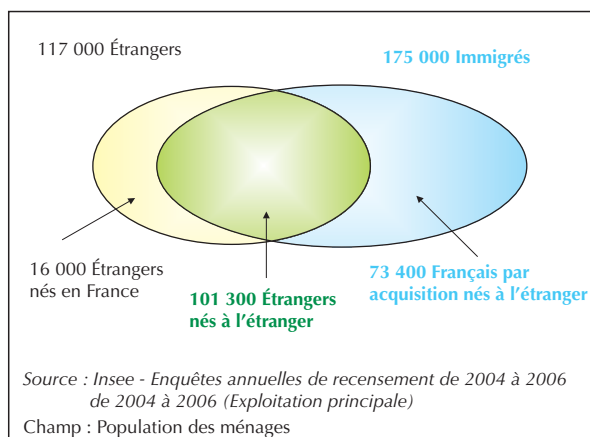 117 000 Étrangers
175 000 Immigrés
16 000 Étrangers
nés en France
101 300 Étrangers
nés à l'étranger
73 400 Français par
acquisition nés à l'étranger
Source : Insee - Enquêtes annuelles de recensement de 2004 à 2006
de 2004 à 2006 (Exploitation principale)
Champ : Population des ménages